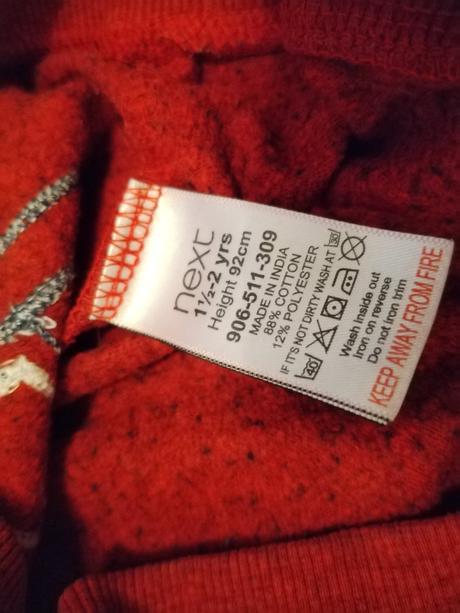 next
1½-2 yrs
Height 92cm
906-511-309
MADE IN INDIA
88% COTTON
12% POLYESTER
IF IT'S NOT DIRTY WASH AT 30
40
Wash inside out
Iron on reverse
Do not iron trim
KEEP AWAY FROM FIRE